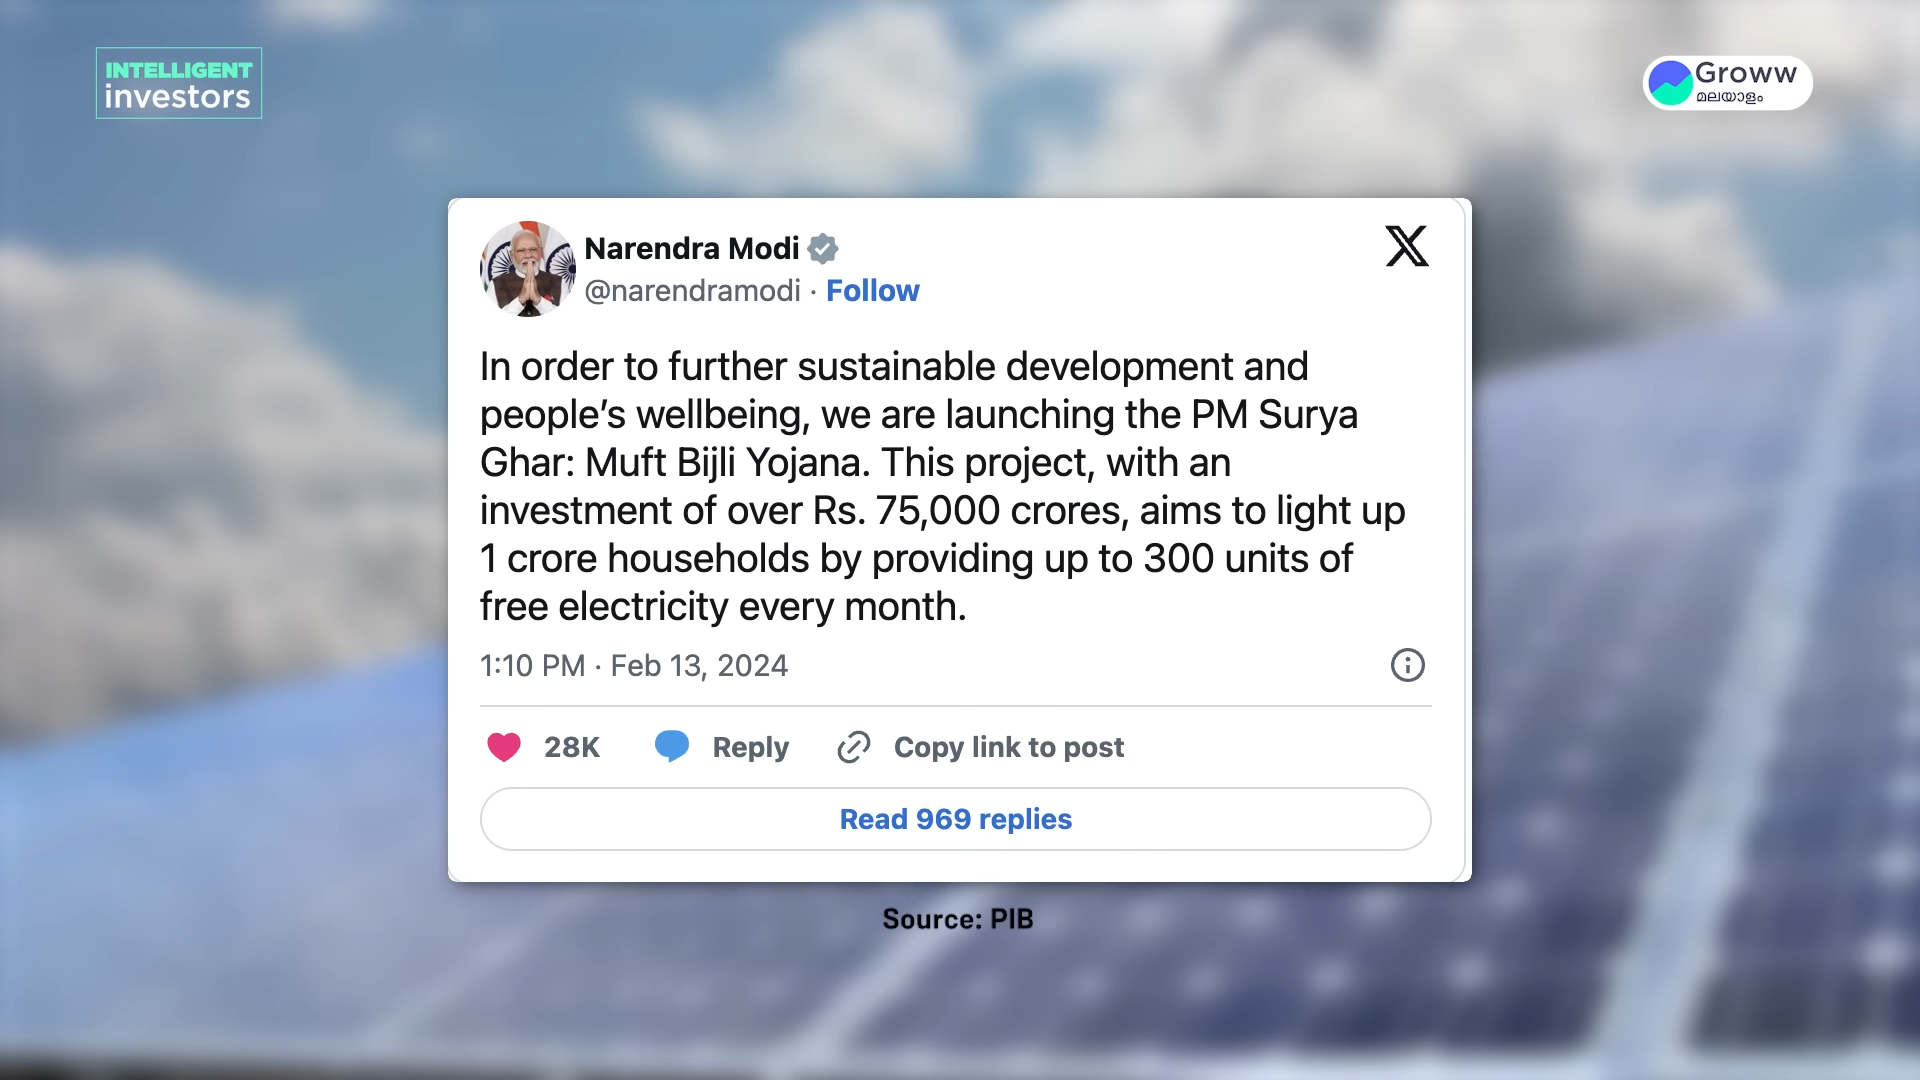 INTELLIGENT
investors
Groww
മലയാളം
Narendra Modi
@narendramodi · Follow
In order to further sustainable development and
people’s wellbeing, we are launching the PM Surya
Ghar: Muft Bijli Yojana. This project, with an
investment of over Rs. 75,000 crores, aims to light up
1 crore households by providing up to 300 units of
free electricity every month.
1:10 PM · Feb 13, 2024
28K Reply Copy link to post
Read 969 replies
Source: PIB